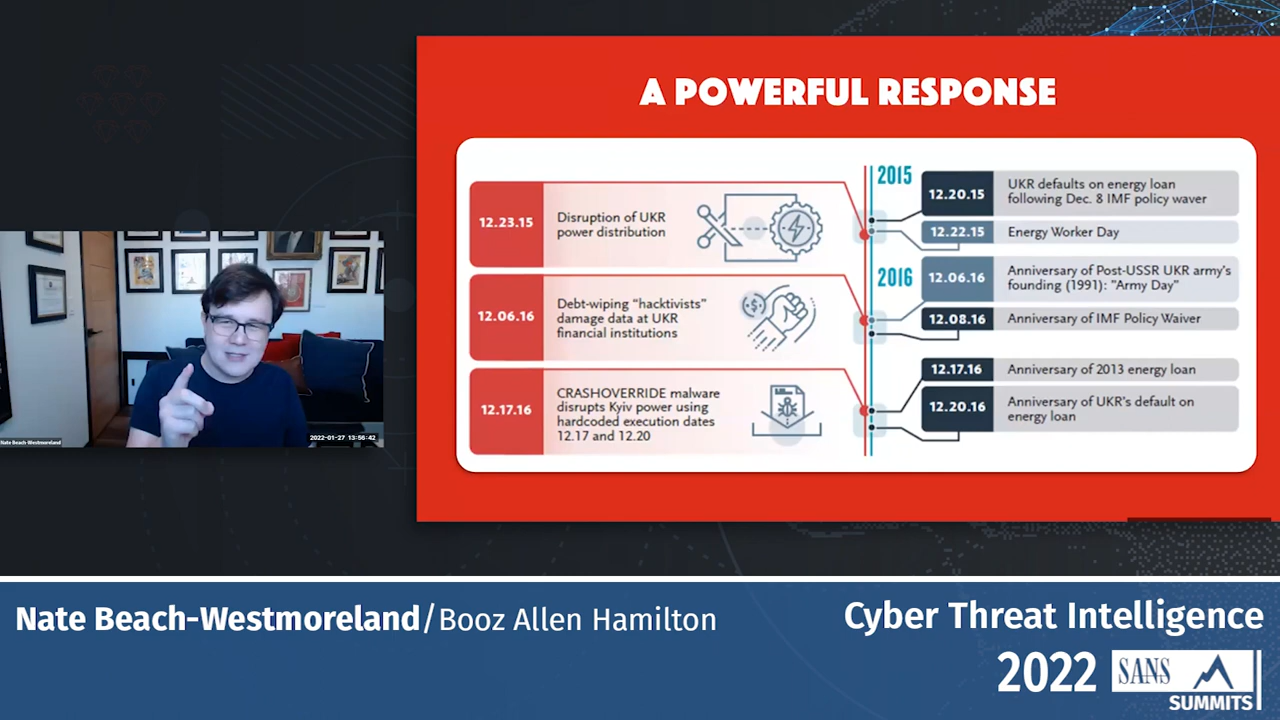 A POWERFUL RESPONSE
12.23.15
Disruption of UKR
power distribution
12.06.16
Debt-wiping “hacktivists”
damage data at UKR
financial institutions
12.17.16
CRASHOVERRIDE malware
disrupts Kyiv power using
hardcoded execution dates
12.17 and 12.20
2015
12.20.15
UKR defaults on energy loan
following Dec. 8 IMF policy waver
12.22.15
Energy Worker Day
2016
12.06.16
Anniversary of Post-USSR UKR army's
founding (1991): "Army Day"
12.08.16
Anniversary of IMF Policy Waiver
12.17.16
Anniversary of 2013 energy loan
12.20.16
Anniversary of UKR's default on
energy loan
Nate Beach-Westmoreland
2022-01-27 13:56:42
Nate Beach-Westmoreland/Booz Allen Hamilton
Cyber Threat Intelligence
2022
SANS
SUMMITS